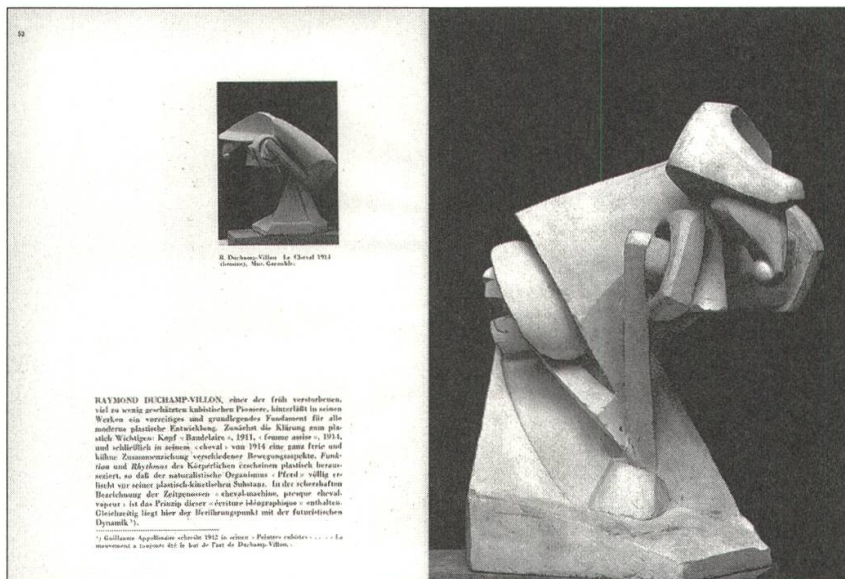 52
R. Duchamp-Villon Le Cheval 1914
(bronze), Mus. Grenoble.
RAYMOND DUCHAMP-VILLON, einer der früh verstorbenen,
viel zu wenig geschätzten kubistischen Pioniere, hinterläßt in seinen
Werken ein vorzeitiges und grundlegendes Fundament für alle
moderne plastische Entwicklung. Zunächst die Klärung zum pla-
stisch Wichtigen: Kopf « Baudelaire », 1911, « femme assise », 1914,
und schließlich in seinem « cheval » von 1914 eine ganz freie und
kühne Zusammenziehung verschiedener Bewegungsaspekte. Funk-
tion und Rhythmus des Körperlichen erscheinen plastisch heraus-
seziert, so daß der naturalistische Organismus « Pferd » völlig er-
lischt vor seiner plastisch-kinetischen Substanz. In der scherzhaften
Bezeichnung der Zeitgenossen « cheval-machine, presque cheval-
vapeur » ist das Prinzip dieser « écriture idéographique » enthalten.
Gleichzeitig liegt hier der Berührungspunkt mit der futuristischen
Dynamik ¹).
¹) Guillaume Appollinaire schreibt 1912 in seinen « Peintres cubistes » . . . « Le
mouvement a toujours été le but de l'art de Duchamp-Villon. »